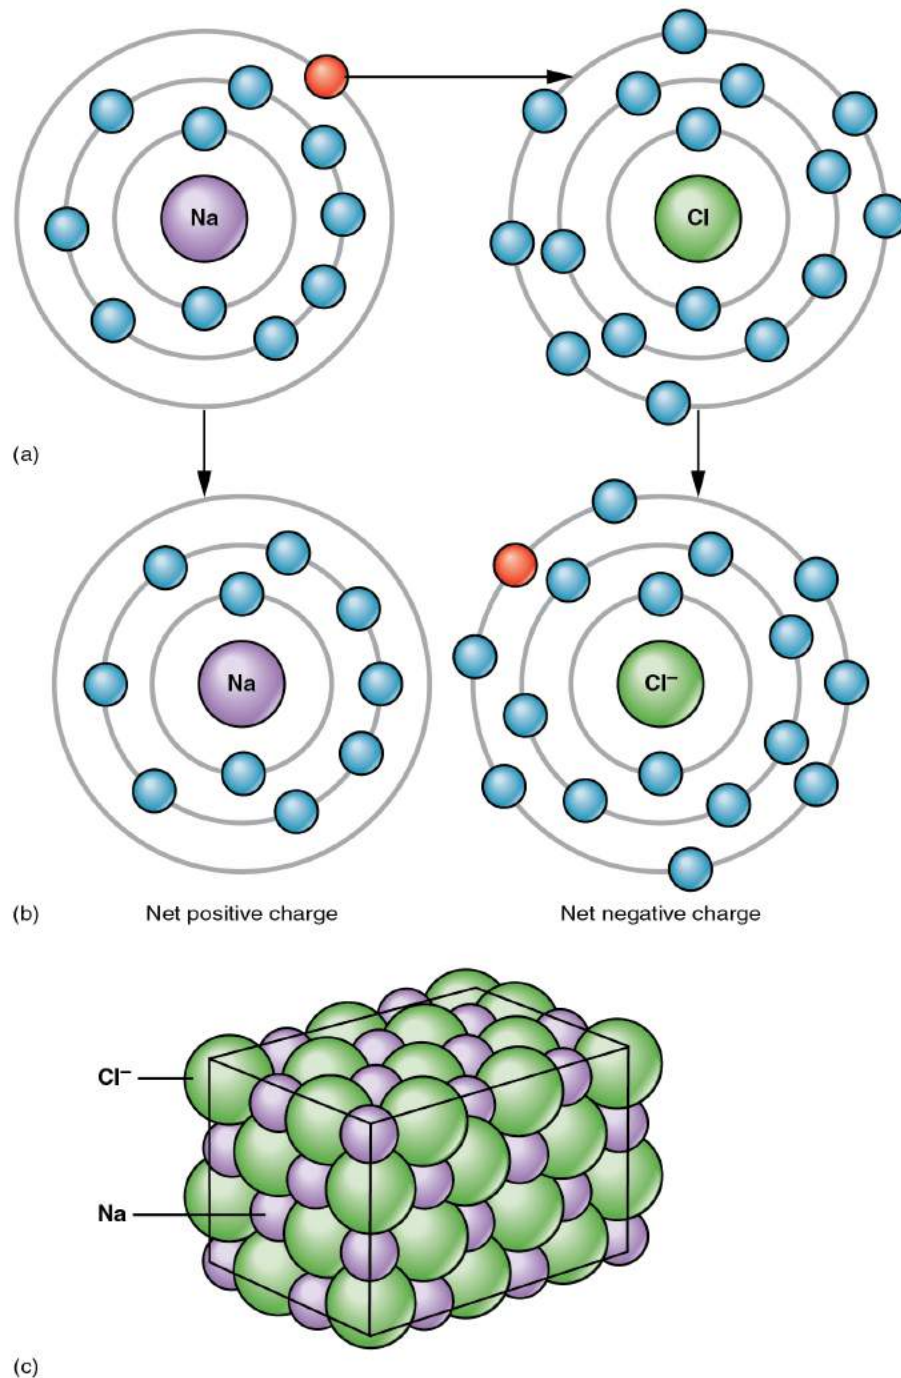 Na
Cl
(a)
Na
Cl⁻
(b)
Net positive charge
Net negative charge
Cl⁻
Na
(c)